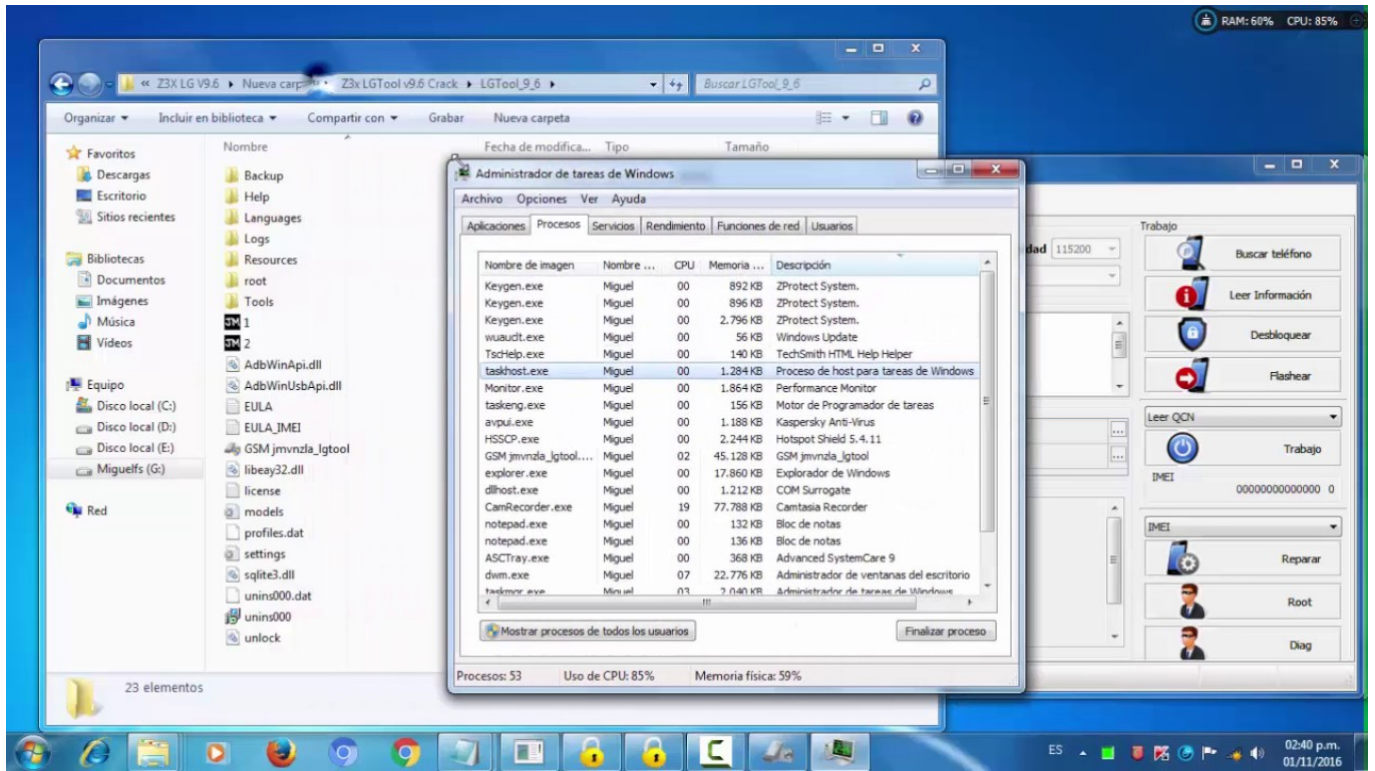 RAM: 60% CPU: 85%
« Z3X LG V9.6 ▸ Nueva carp ▸ Z3x LGTool v9.6 Crack ▸ LGTool_9_6 ▸
Buscar LGTool_9_6
Organizar Incluir en biblioteca Compartir con Grabar Nueva carpeta
Nombre Fecha de modifica... Tipo Tamaño
Favoritos
Descargas
Escritorio
Sitios recientes
Bibliotecas
Documentos
Imágenes
Música
Vídeos
Equipo
Disco local (C:)
Disco local (D:)
Disco local (E:)
Miguelfs (G:)
Red
Backup
Help
Languages
Logs
Resources
root
Tools
JM 1
JM 2
AdbWinApi.dll
AdbWinUsbApi.dll
EULA
EULA_IMEI
GSM jmvnzla_lgtool
libeay32.dll
license
models
profiles.dat
settings
sqlite3.dll
unins000.dat
unins000
unlock
23 elementos
Administrador de tareas de Windows
Archivo Opciones Ver Ayuda
Aplicaciones Procesos Servicios Rendimiento Funciones de red Usuarios
Nombre de imagen Nombre ... CPU Memoria ... Descripción
Keygen.exe Miguel 00 892 KB ZProtect System.
Keygen.exe Miguel 00 896 KB ZProtect System.
Keygen.exe Miguel 00 2.796 KB ZProtect System.
wuauclt.exe Miguel 00 56 KB Windows Update
TscHelp.exe Miguel 00 140 KB TechSmith HTML Help Helper
taskhost.exe Miguel 00 1.284 KB Proceso de host para tareas de Windows
Monitor.exe Miguel 00 1.864 KB Performance Monitor
taskeng.exe Miguel 00 156 KB Motor de Programador de tareas
avpui.exe Miguel 00 1.188 KB Kaspersky Anti-Virus
HSSCP.exe Miguel 00 2.244 KB Hotspot Shield 5.4.11
GSM jmvnzla_lgtool.... Miguel 02 45.128 KB GSM jmvnzla_lgtool
explorer.exe Miguel 00 17.860 KB Explorador de Windows
dllhost.exe Miguel 00 1.212 KB COM Surrogate
CamRecorder.exe Miguel 19 77.788 KB Camtasia Recorder
notepad.exe Miguel 00 132 KB Bloc de notas
notepad.exe Miguel 00 136 KB Bloc de notas
ASCTray.exe Miguel 00 368 KB Advanced SystemCare 9
dwm.exe Miguel 07 22.776 KB Administrador de ventanas del escritorio
taskmgr.exe Miguel 03 2.040 KB Administrador de tareas de Windows
Mostrar procesos de todos los usuarios
Finalizar proceso
Procesos: 53 Uso de CPU: 85% Memoria física: 59%
dad 115200
Trabajo
Buscar teléfono
Leer Información
Desbloquear
Flashear
Leer QCN
Trabajo
IMEI
00000000000000 0
IMEI
Reparar
Root
Diag
ES
02:40 p.m.
01/11/2016